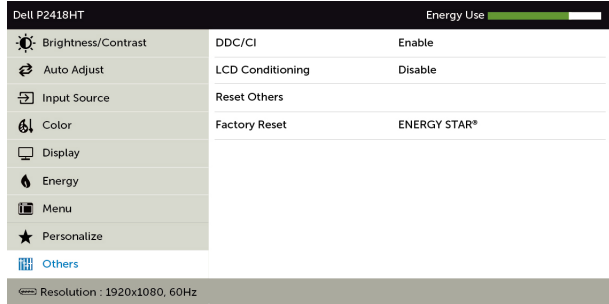 Dell P2418HT Energy Use
Brightness/Contrast DDC/CI Enable
Auto Adjust LCD Conditioning Disable
Input Source Reset Others
Color Factory Reset ENERGY STAR®
Display
Energy
Menu
Personalize
Others
Resolution : 1920x1080, 60Hz